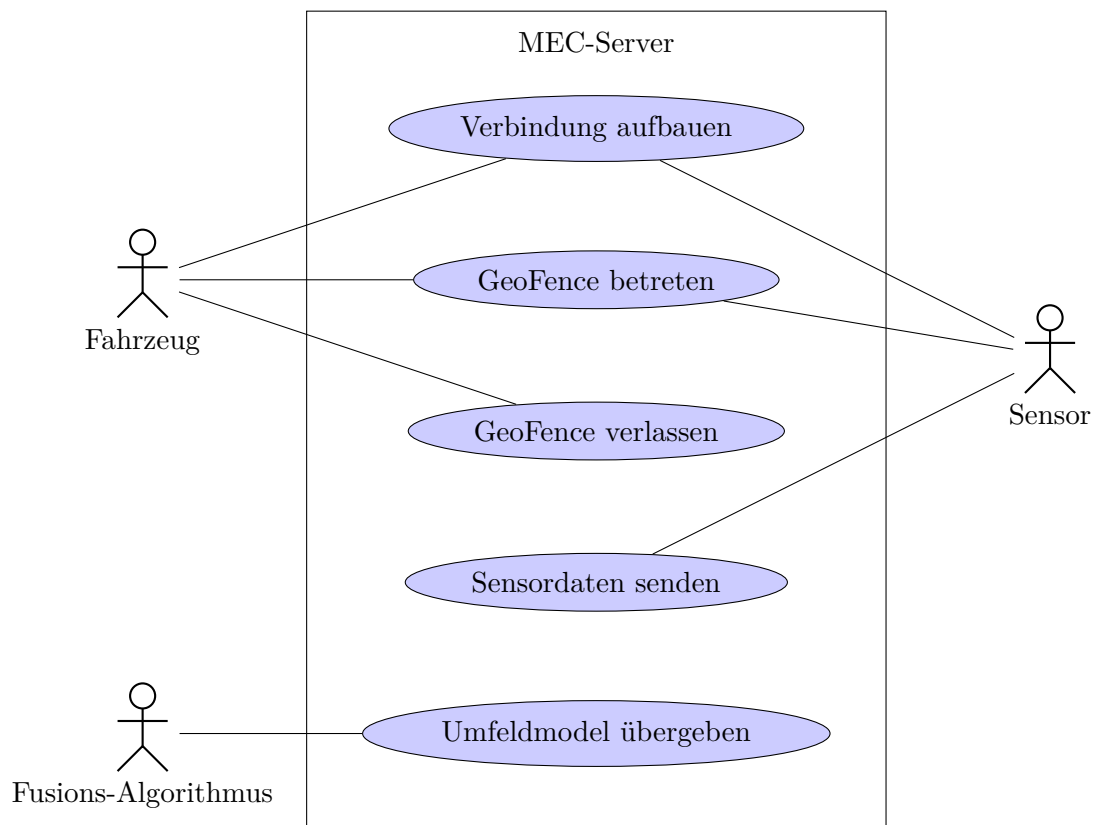 MEC-Server
Verbindung aufbauen
GeoFence betreten
Fahrzeug
Sensor
GeoFence verlassen
Sensordaten senden
Umfeldmodel übergeben
Fusions-Algorithmus